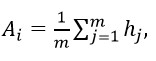 $A_i = \frac{1}{m} \sum_{j=1}^{m} h_j,$